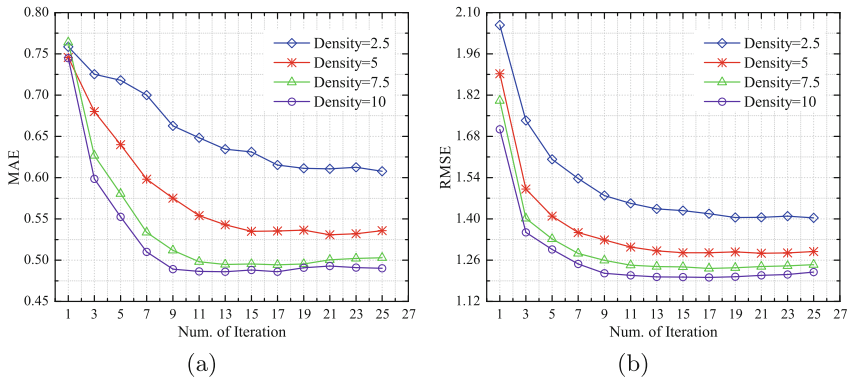 0.80
0.75
0.70
0.65
0.60
0.55
0.50
0.45
MAE
Density=2.5
Density=5
Density=7.5
Density=10
1 3 5 7 9 11 13 15 17 19 21 23 25 27
Num. of Iteration
(a)
2.10
1.96
1.82
1.68
1.54
1.40
1.26
1.12
RMSE
Density=2.5
Density=5
Density=7.5
Density=10
1 3 5 7 9 11 13 15 17 19 21 23 25 27
Num. of Iteration
(b)